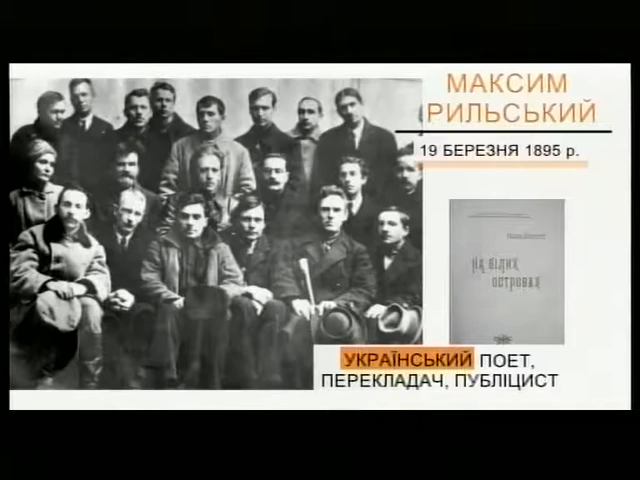 МАКСИМ
РИЛЬСЬКИЙ
19 БЕРЕЗНЯ 1895 р.
НА БІЛИХ
ОСТРОВАХ
УКРАЇНСЬКИЙ ПОЕТ,
ПЕРЕКЛАДАЧ, ПУБЛІЦИСТ